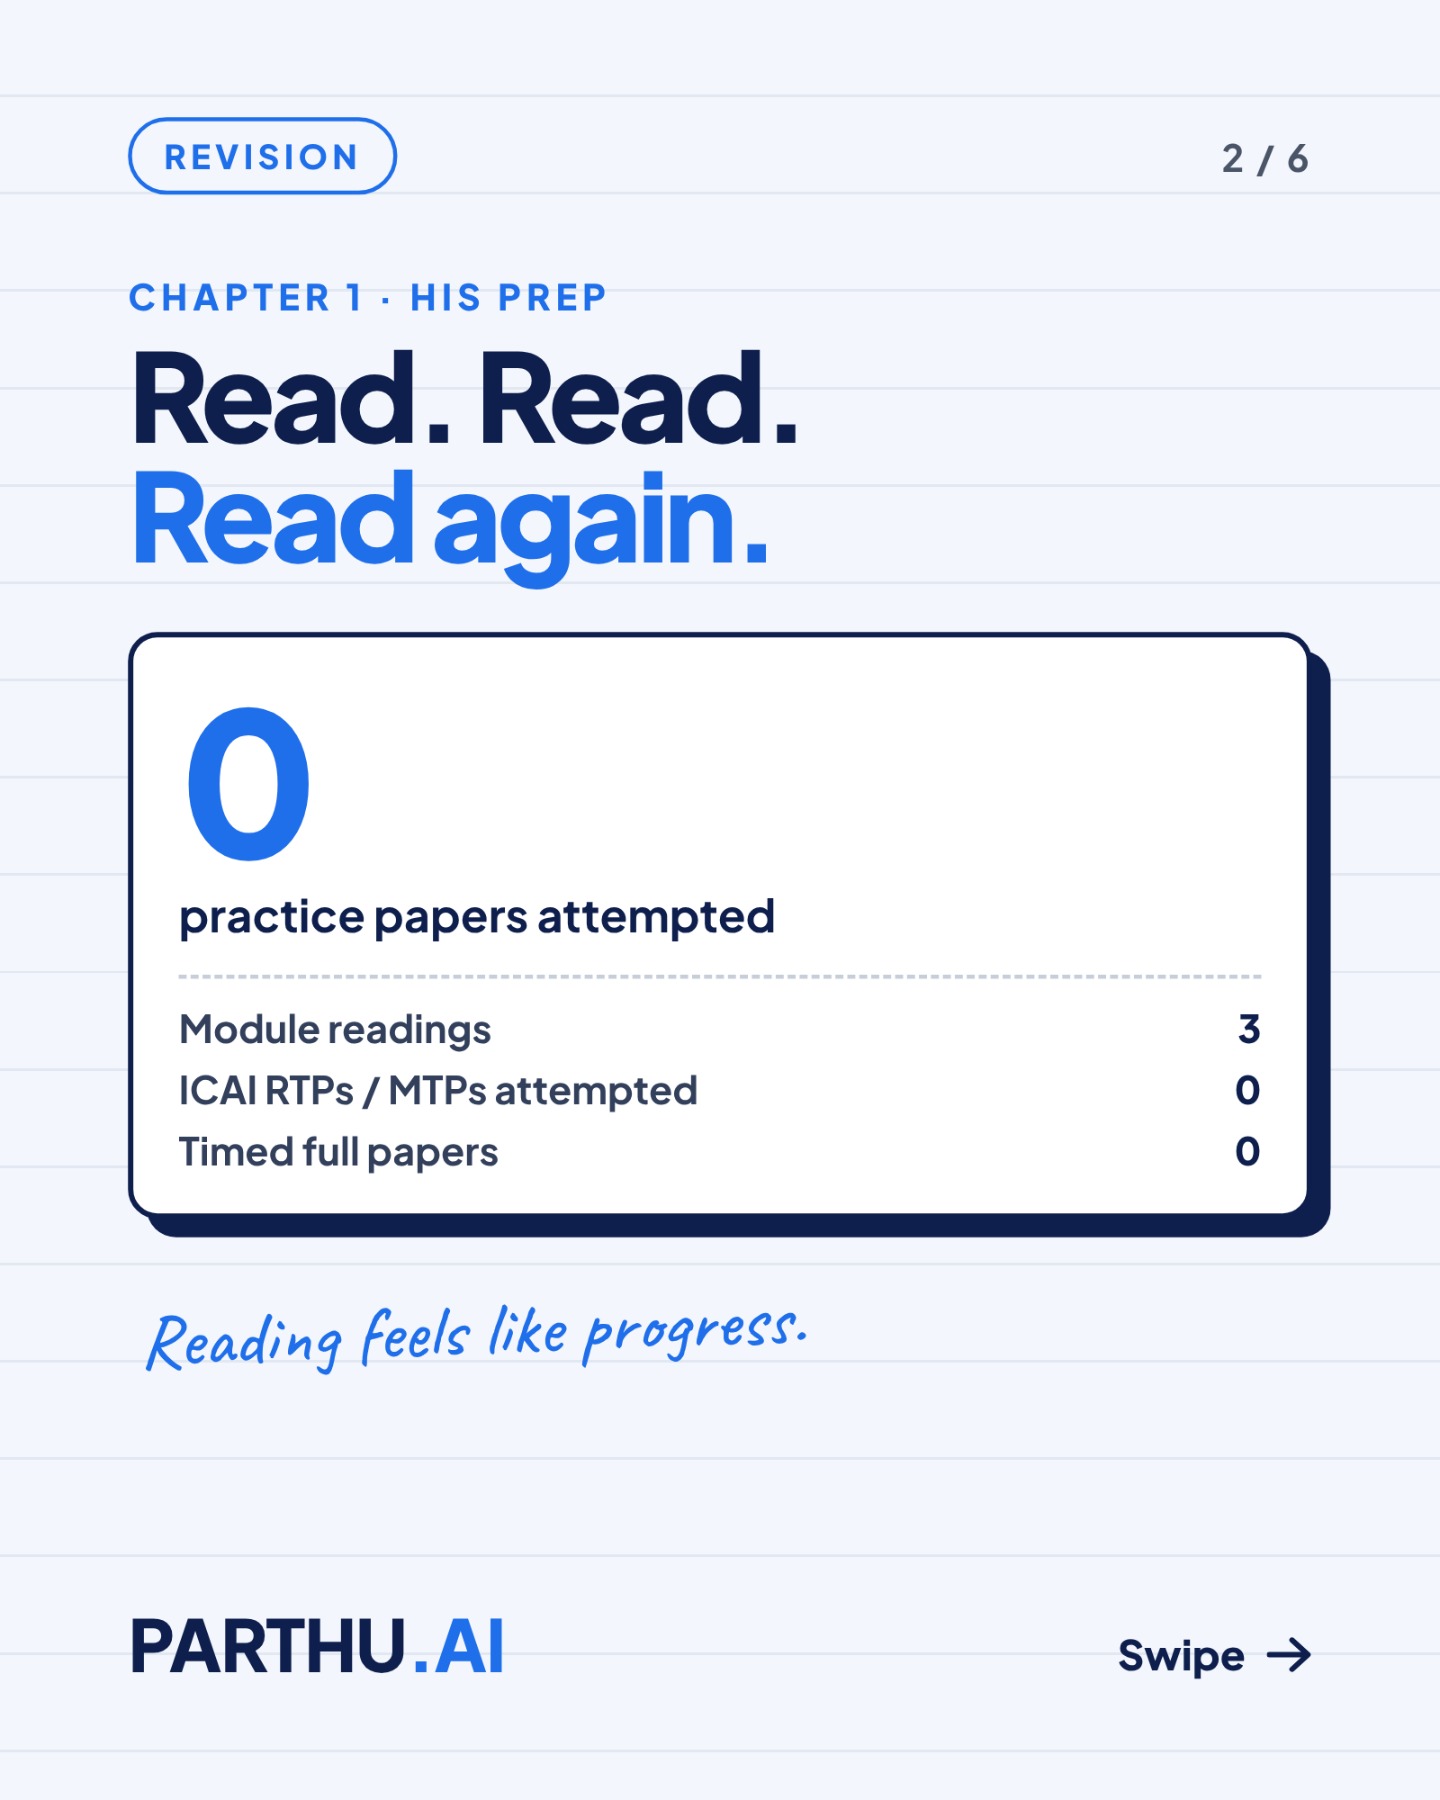 REVISION
2 / 6
CHAPTER 1 · HIS PREP
Read. Read.
Read again.
0
practice papers attempted
Module readings 3
ICAI RTPs / MTPs attempted 0
Timed full papers 0
Reading feels like progress.
PARTHU.AI
Swipe →